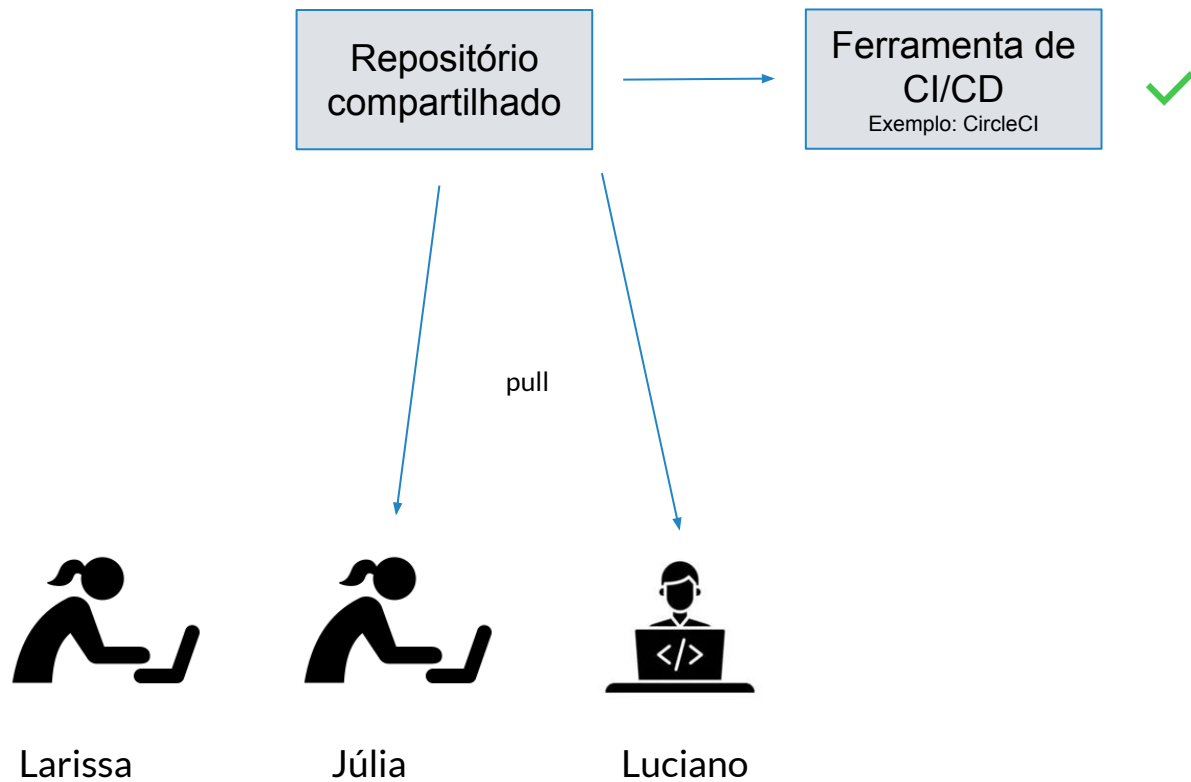 Repositório
compartilhado
Ferramenta de
CI/CD
Exemplo: CircleCI
pull
</>
Larissa
Júlia
Luciano